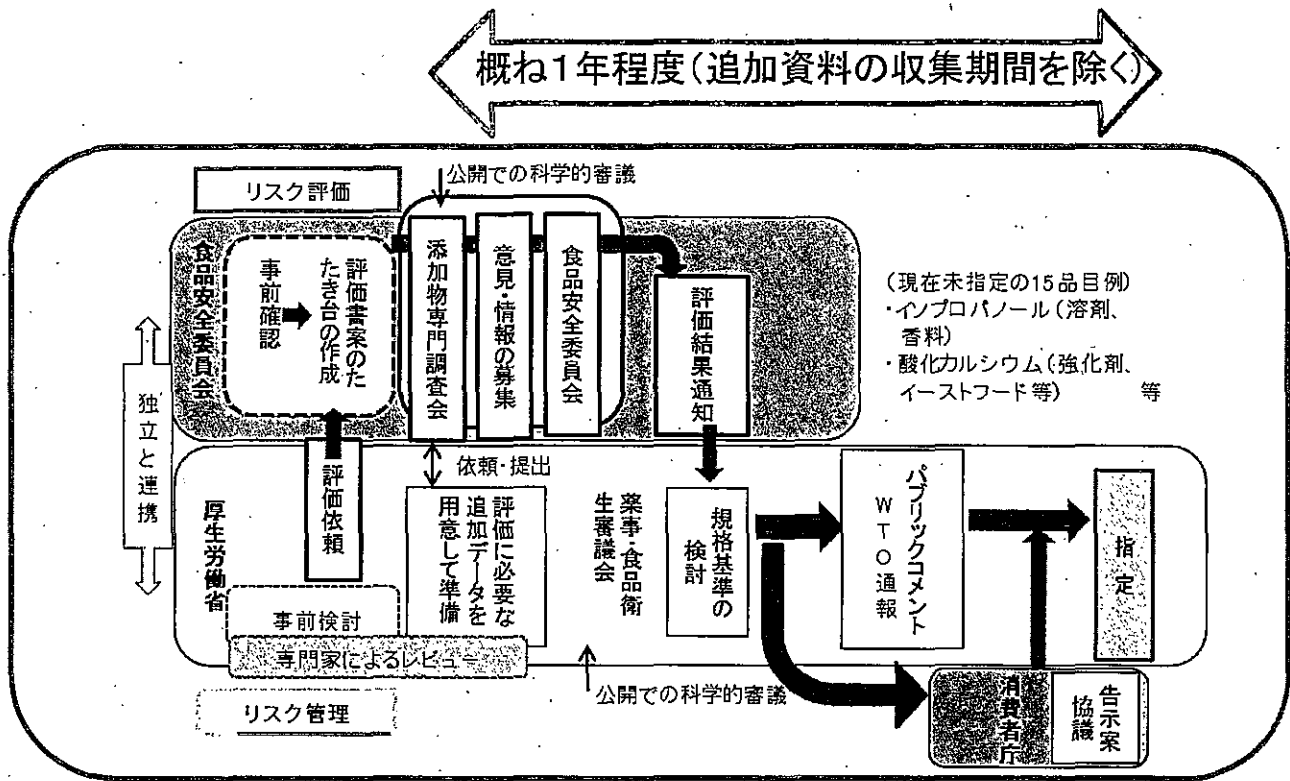 概ね1年程度(追加資料の収集期間を除く)
リスク評価
公開での科学的審議
食品安全委員会
事前確認
評価書案のた
たき台の作成
添加物専門調査会
意見・情報の募集
食品安全委員会
評価結果通知
(現在未指定の15品目例)
・イソプロパノール(溶剤、
香料)
・酸化カルシウム(強化剤、
イーストフード等) 等
独立と連携
厚生労働省
評価依頼
依頼・提出
評価に必要な
追加データを
用意して準備
薬事・食品衛
生審議会
規格基準の
検討
パブリックコメント
WTO通報
指定
事前検討
専門家によるレビュー
公開での科学的審議
リスク管理
消費者庁
告示案
協議